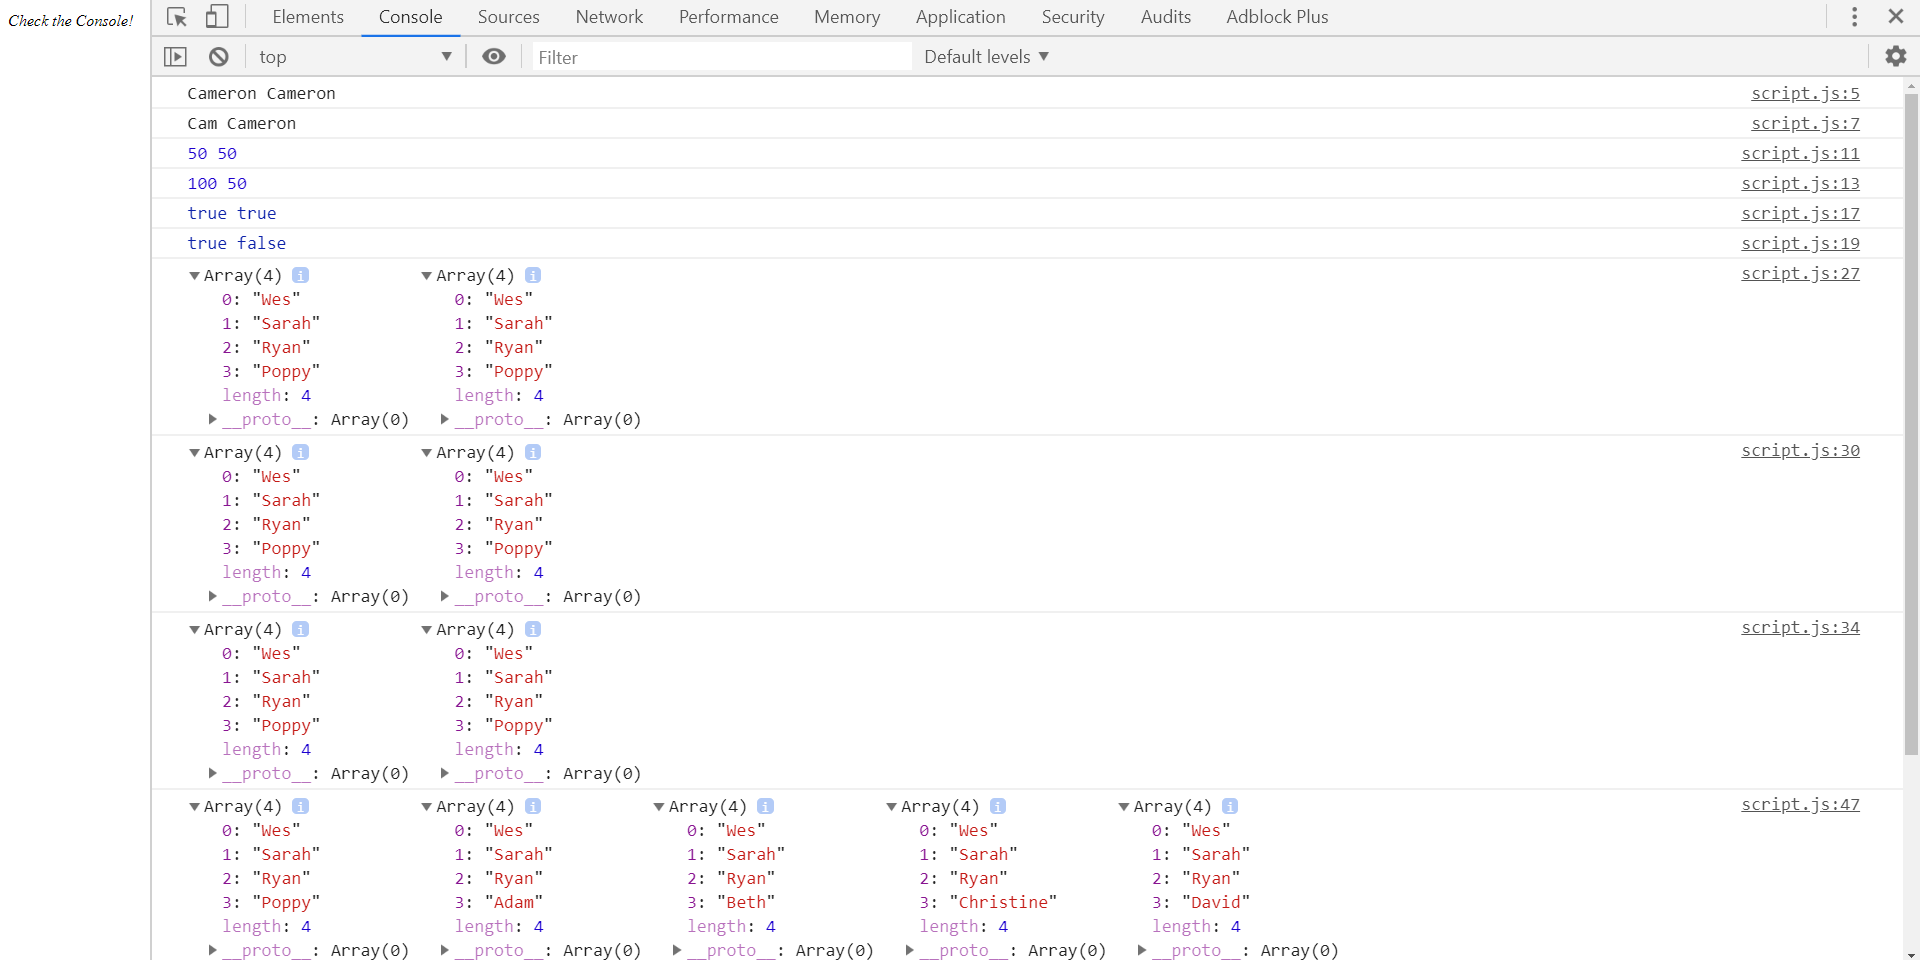 Check the Console!
Elements Console Sources Network Performance Memory Application Security Audits Adblock Plus
top Filter Default levels
Cameron Cameron script.js:5
Cam Cameron script.js:7
50 50 script.js:11
100 50 script.js:13
true true script.js:17
true false script.js:19
Array(4) i Array(4) i script.js:27
0: "Wes" 0: "Wes"
1: "Sarah" 1: "Sarah"
2: "Ryan" 2: "Ryan"
3: "Poppy" 3: "Poppy"
length: 4 length: 4
__proto__: Array(0) __proto__: Array(0)
Array(4) i Array(4) i script.js:30
0: "Wes" 0: "Wes"
1: "Sarah" 1: "Sarah"
2: "Ryan" 2: "Ryan"
3: "Poppy" 3: "Poppy"
length: 4 length: 4
__proto__: Array(0) __proto__: Array(0)
Array(4) i Array(4) i script.js:34
0: "Wes" 0: "Wes"
1: "Sarah" 1: "Sarah"
2: "Ryan" 2: "Ryan"
3: "Poppy" 3: "Poppy"
length: 4 length: 4
__proto__: Array(0) __proto__: Array(0)
Array(4) i Array(4) i Array(4) i Array(4) i Array(4) i script.js:47
0: "Wes" 0: "Wes" 0: "Wes" 0: "Wes" 0: "Wes"
1: "Sarah" 1: "Sarah" 1: "Sarah" 1: "Sarah" 1: "Sarah"
2: "Ryan" 2: "Ryan" 2: "Ryan" 2: "Ryan" 2: "Ryan"
3: "Poppy" 3: "Adam" 3: "Beth" 3: "Christine" 3: "David"
length: 4 length: 4 length: 4 length: 4 length: 4
__proto__: Array(0) __proto__: Array(0) __proto__: Array(0) __proto__: Array(0) __proto__: Array(0)